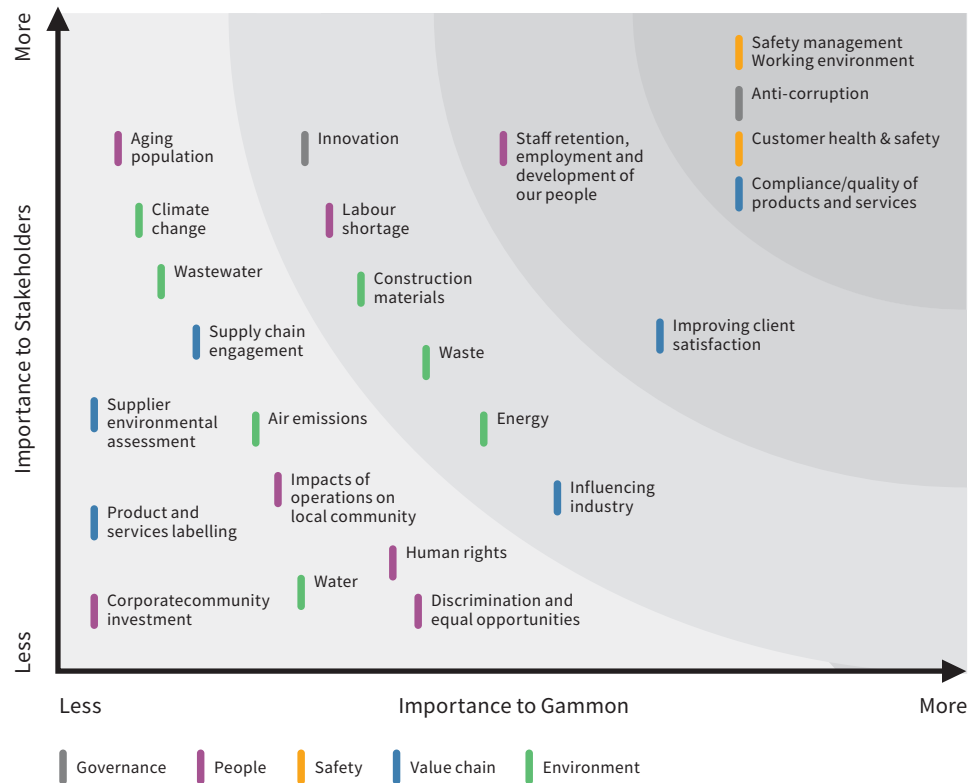 More
Safety management
Working environment
Anti-corruption
Aging
population
Innovation
Staff retention,
employment and
development of
our people
Customer health & safety
Compliance/quality of
products and services
Climate
change
Labour
shortage
Wastewater
Construction
materials
Supply chain
engagement
Waste
Improving client
satisfaction
Importance to Stakeholders
Supplier
environmental
assessment
Air emissions
Energy
Impacts of
operations on
local community
Influencing
industry
Product and
services labelling
Human rights
Water
Corporatecommunity
investment
Discrimination and
equal opportunities
Less
Less
Importance to Gammon
More
Governance
People
Safety
Value chain
Environment